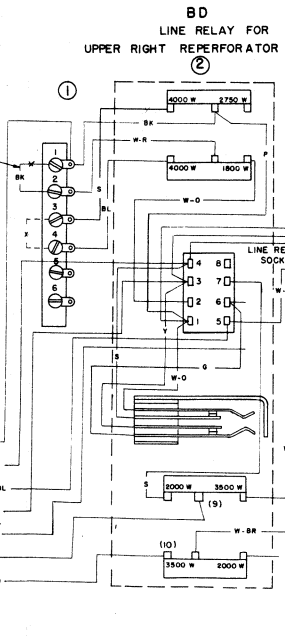 BD
LINE RELAY FOR
UPPER RIGHT REPERFORATOR
1
2
4000 W 2750 W
BK
W-R
P
1
X
BK
2
S
4000 W 1800 W
3
BL
W-O
X
4
LINE RE
SOCK
5
4 8
3 7
W-
6
2 6
1 5
Y
S
G
W-O
2000 W 3500 W
S
(9)
L
W-BR
(10)
3500 W 2000 W